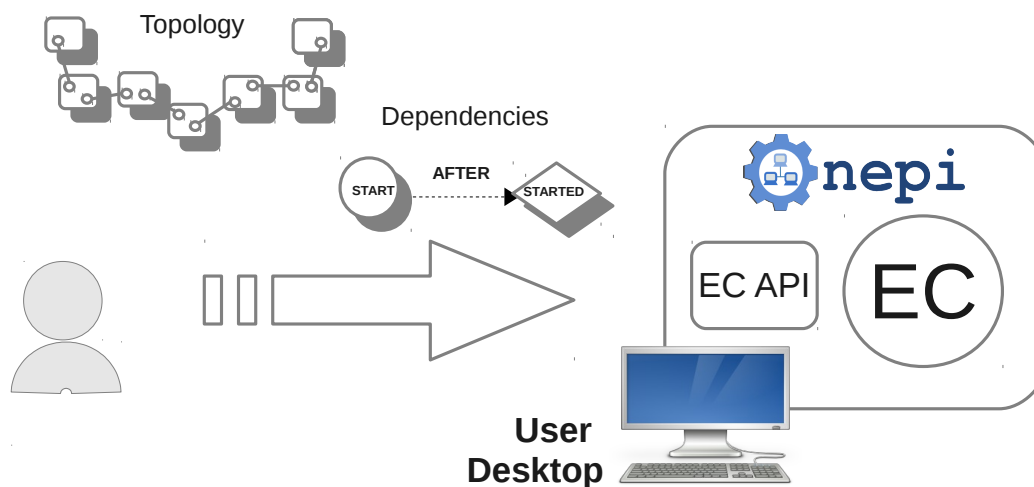 Topology
Dependencies
START
AFTER
STARTED
nepi
EC API
EC
User
Desktop